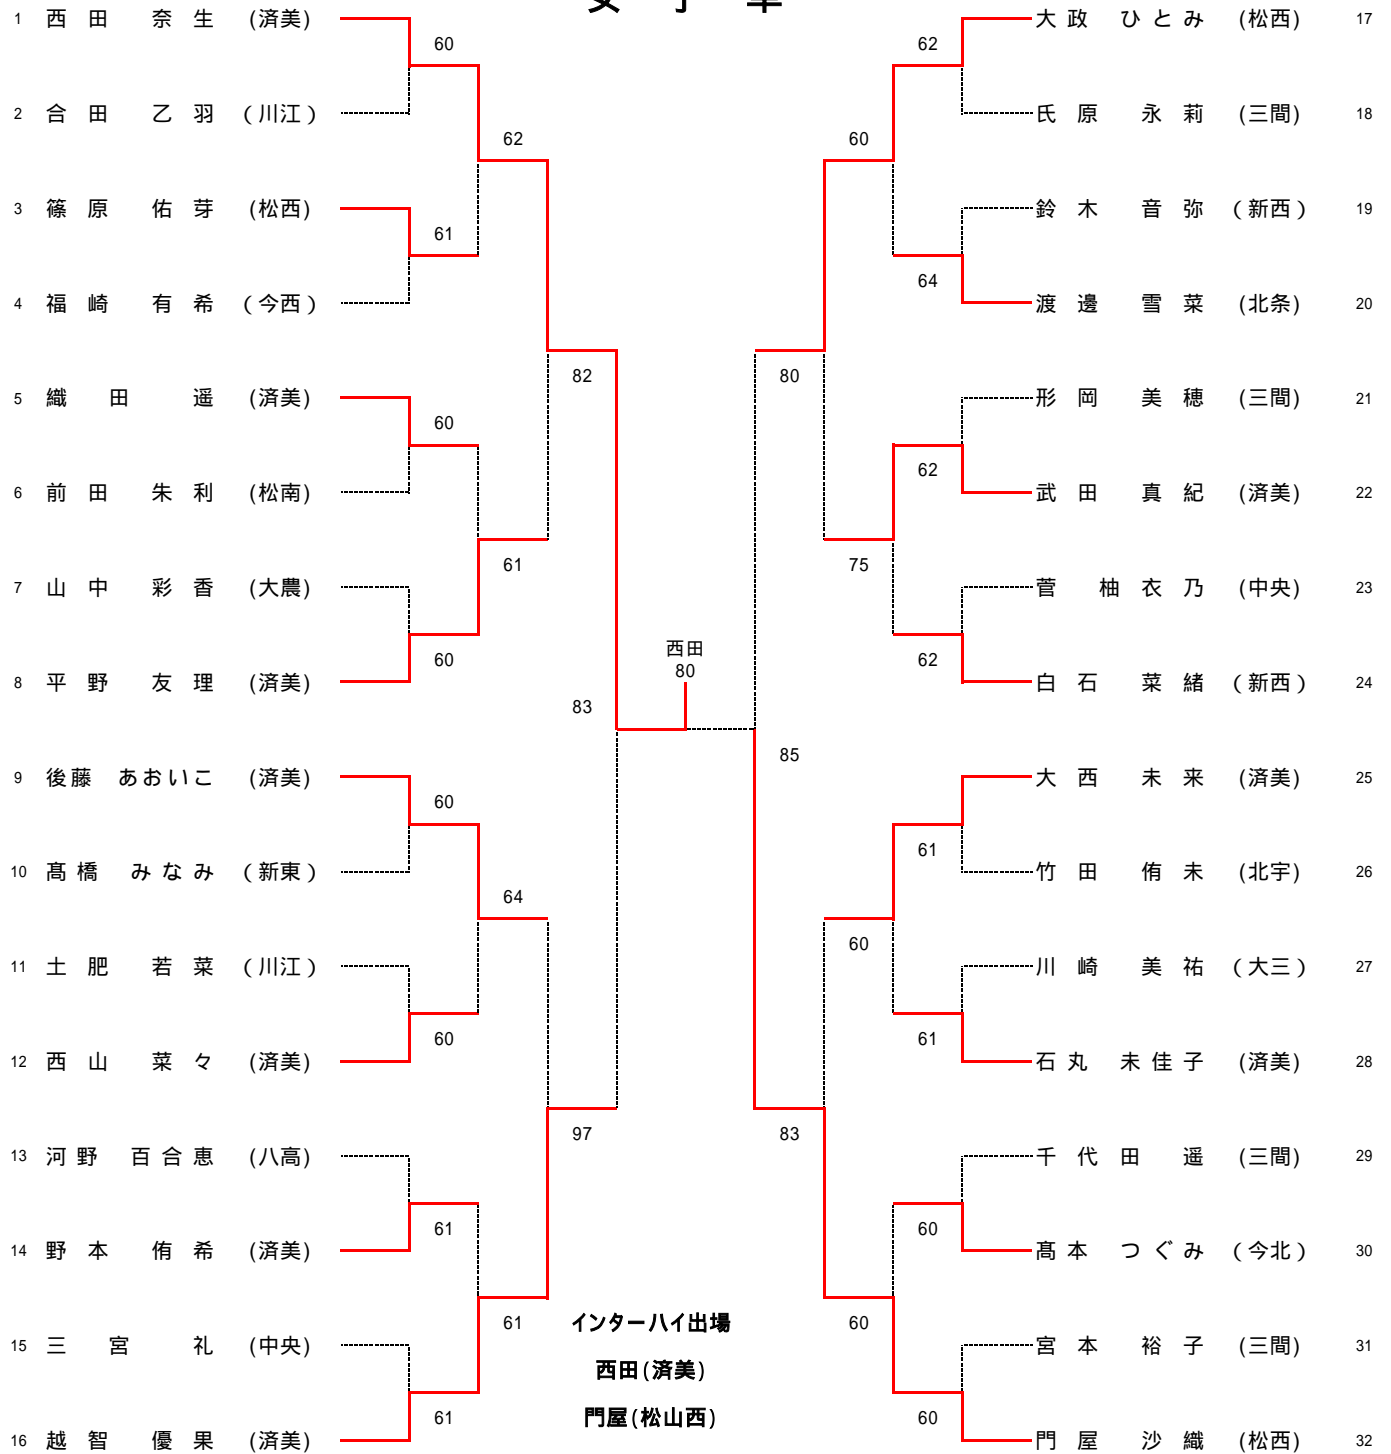 1 西田 奈生 (済美)
60
2 合田 乙羽 (川江)
62
3 篠原 佑芽 (松西)
61
4 福崎 有希 (今西)
82
5 織田 遥 (済美)
60
6 前田 朱利 (松南)
61
7 山中 彩香 (大農)
60
8 平野 友理 (済美)
83
9 後藤 あおいこ (済美)
60
10 髙橋 みなみ (新東)
64
11 土肥 若菜 (川江)
60
12 西山 菜々 (済美)
97
13 河野 百合恵 (八高)
61
14 野本 侑希 (済美)
61
15 三宮 礼 (中央)
61
16 越智 優果 (済美)
西田
80
インターハイ出場
西田(済美)
門屋(松山西)
大政 ひとみ (松西) 17
62
氏原 永莉 (三間) 18
60
鈴木 音弥 (新西) 19
64
渡邊 雪菜 (北条) 20
80
形岡 美穂 (三間) 21
62
武田 真紀 (済美) 22
75
菅 柚衣乃 (中央) 23
62
白石 菜緒 (新西) 24
85
大西 未来 (済美) 25
61
竹田 侑未 (北宇) 26
60
川崎 美祐 (大三) 27
61
石丸 未佳子 (済美) 28
83
千代田 遥 (三間) 29
60
髙本 つぐみ (今北) 30
60
宮本 裕子 (三間) 31
60
門屋 沙織 (松西) 32